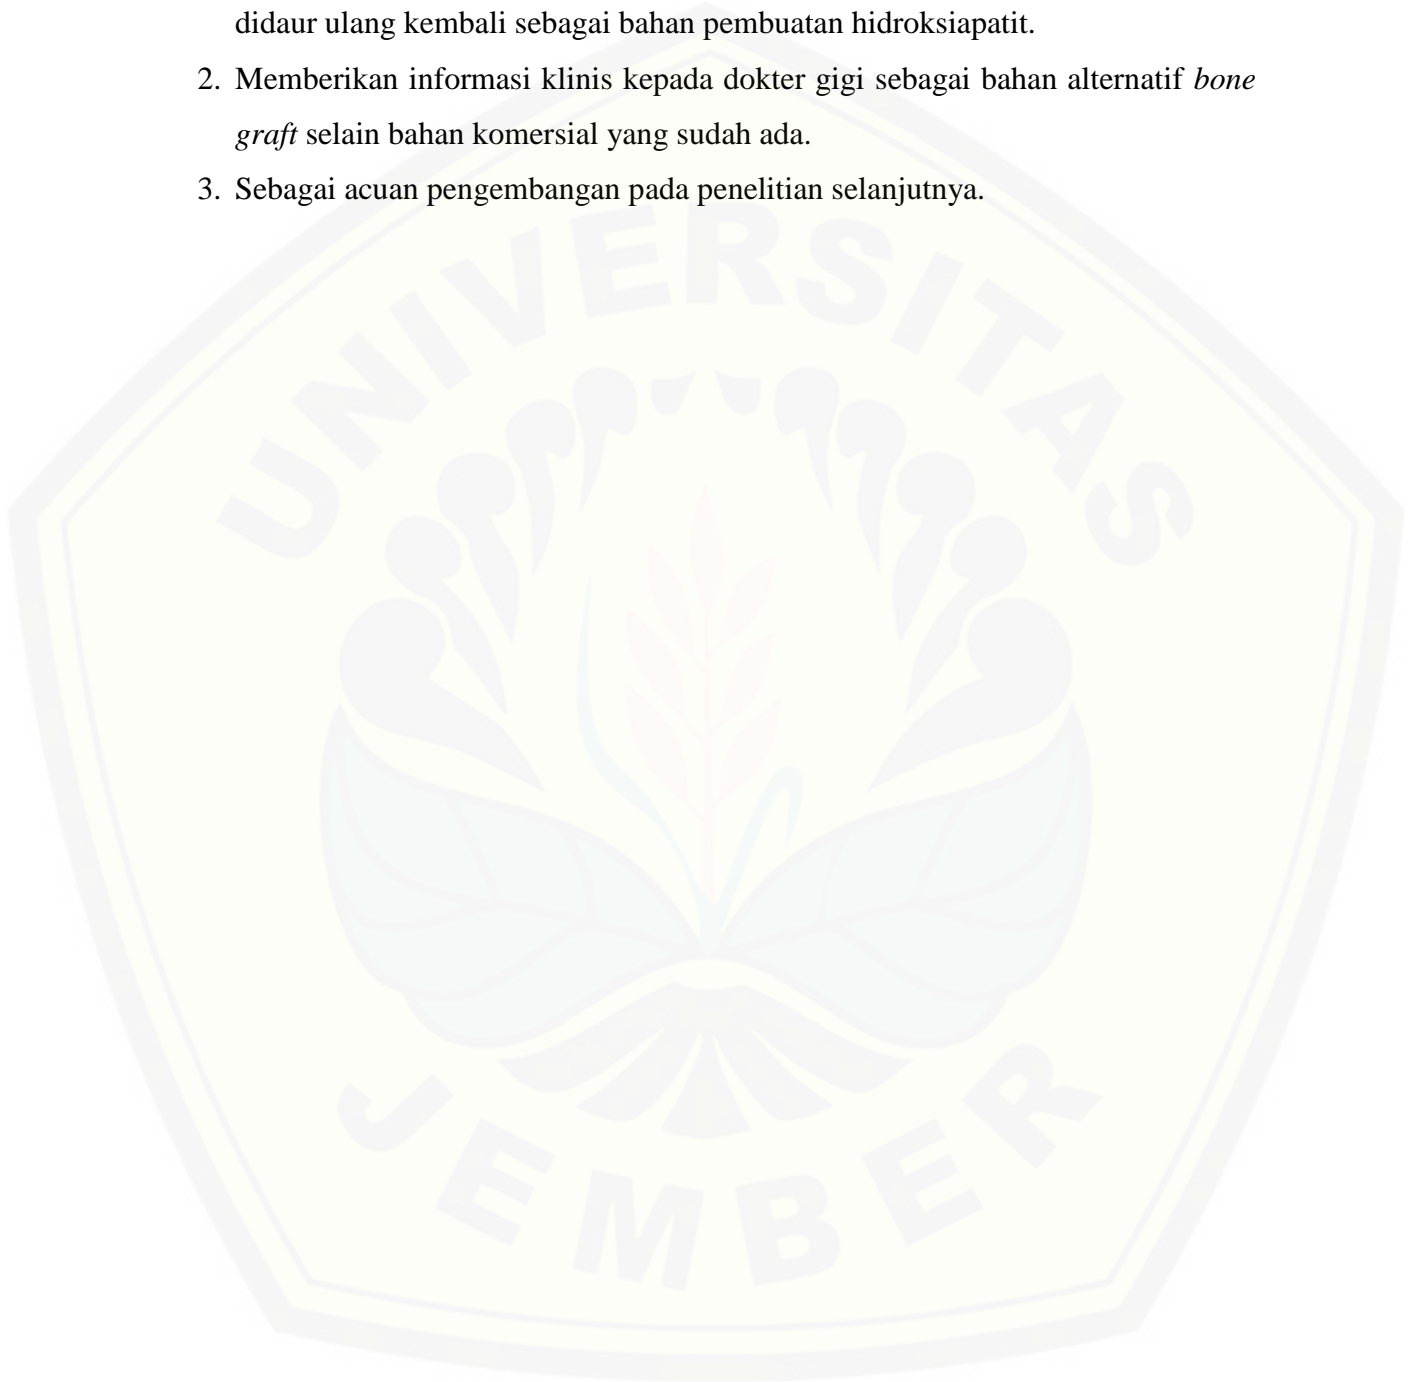 didaur ulang kembali sebagai bahan pembuatan hidroksiapatit.
2. Memberikan informasi klinis kepada dokter gigi sebagai bahan alternatif bone
graft selain bahan komersial yang sudah ada.
3. Sebagai acuan pengembangan pada penelitian selanjutnya.
UNIVERSITAS
JEMBER